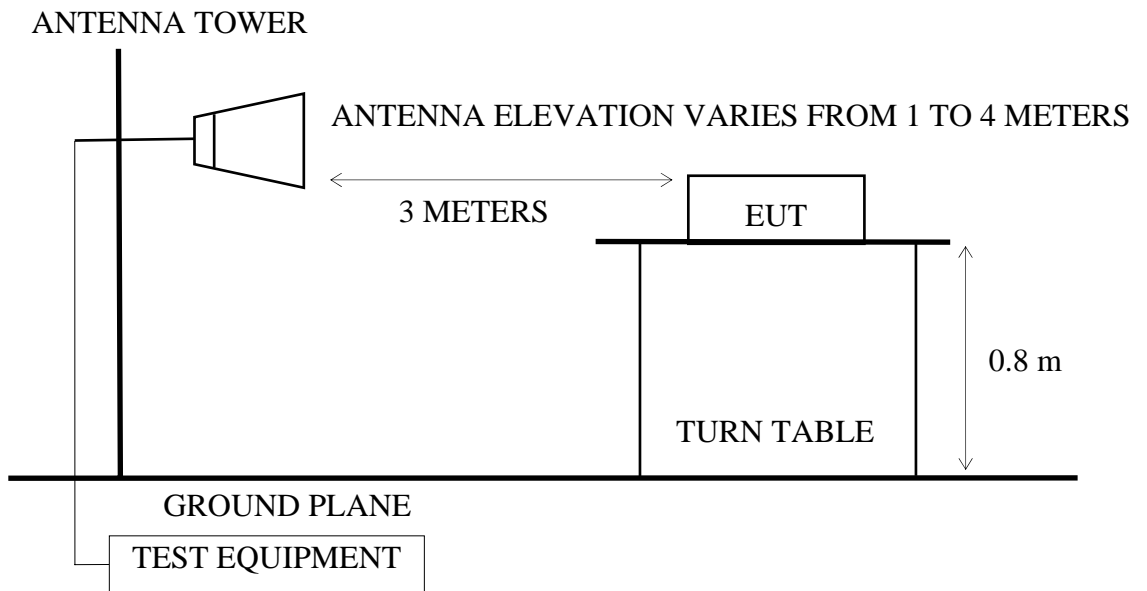 ANTENNA TOWER
ANTENNA ELEVATION VARIES FROM 1 TO 4 METERS
3 METERS
EUT
0.8 m
TURN TABLE
GROUND PLANE
TEST EQUIPMENT